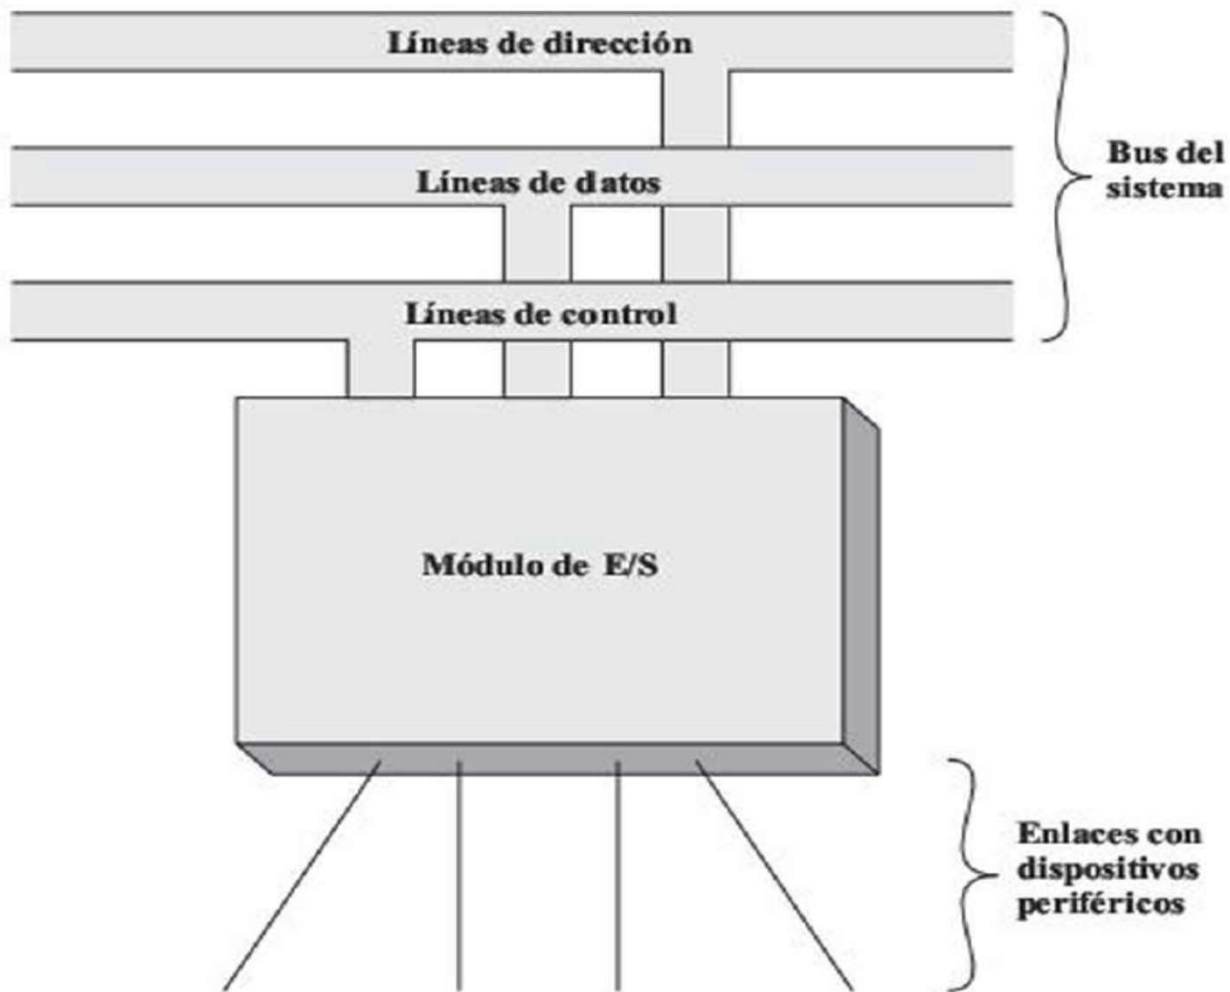 Líneas de dirección
Líneas de datos
Líneas de control
Bus del
sistema
Módulo de E/S
Enlaces con
dispositivos
periféricos